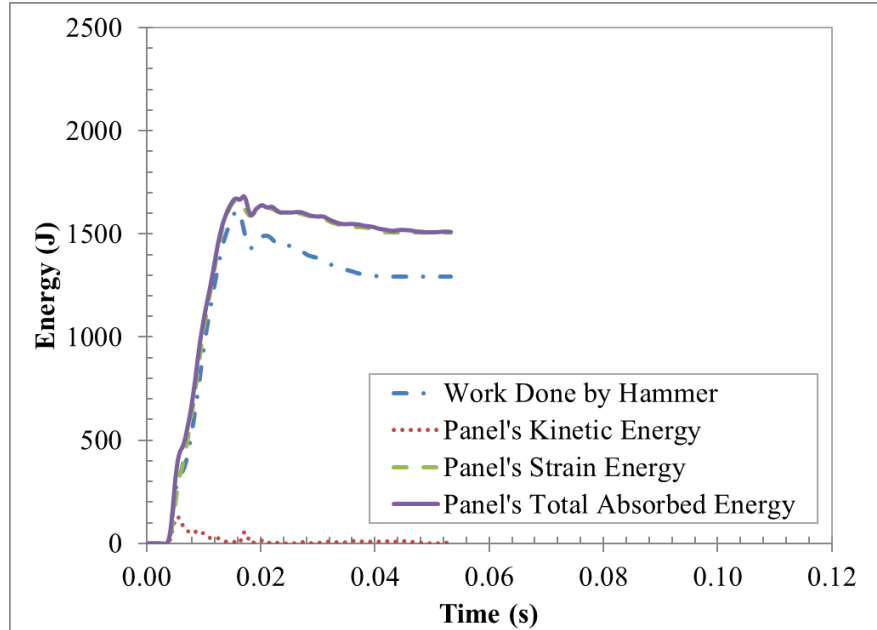 2500
2000
1500
1000
500
0
Energy (J)
Work Done by Hammer
Panel's Kinetic Energy
Panel's Strain Energy
Panel's Total Absorbed Energy
0.00 0.02 0.04 0.06 0.08 0.10 0.12
Time (s)